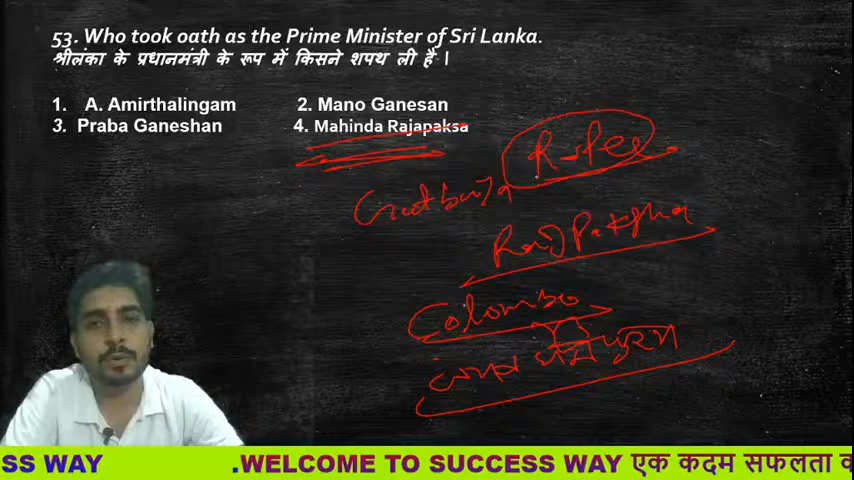 53. Who took oath as the Prime Minister of Sri Lanka.
श्रीलंका के प्रधानमंत्री के रूप में किसने शपथ ली है ।
1. A. Amirthalingam 2. Mano Ganesan
3. Praba Ganeshan 4. Mahinda Rajapaksa
Rajpaksha
Colombo
SS WAY .WELCOME TO SUCCESS WAY एक कदम सफलता